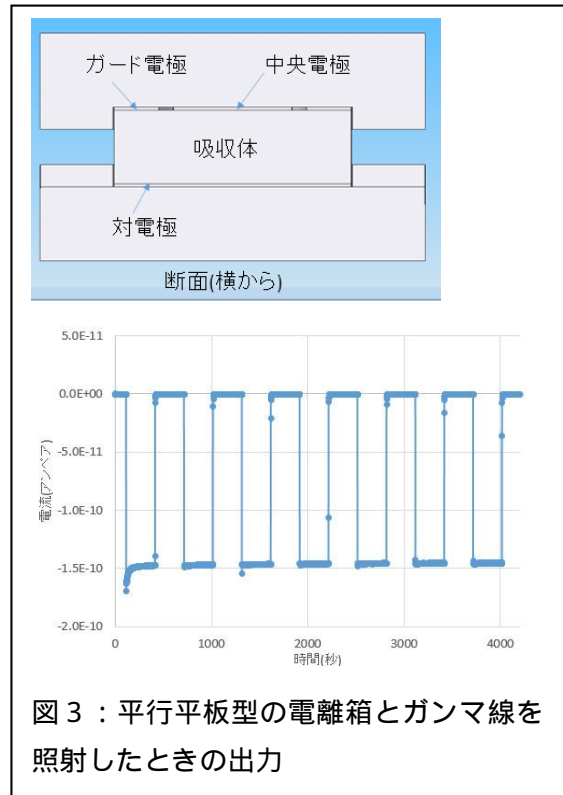 ガード電極
中央電極
吸収体
対電極
断面(横から)
5.0E-11
0.0E+00
-5.0E-11
-1.0E-10
-1.5E-10
-2.0E-10
電流(アンペア)
0
1000
2000
3000
4000
時間(秒)
図3：平行平板型の電離箱とガンマ線を
照射したときの出力